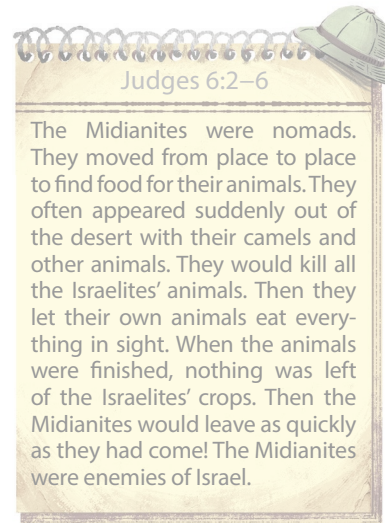 Judges 6:2–6
The Midianites were nomads.
They moved from place to place
to find food for their animals. They
often appeared suddenly out of
the desert with their camels and
other animals. They would kill all
the Israelites' animals. Then they
let their own animals eat every-
thing in sight. When the animals
were finished, nothing was left
of the Israelites' crops. Then the
Midianites would leave as quickly
as they had come! The Midianites
were enemies of Israel.